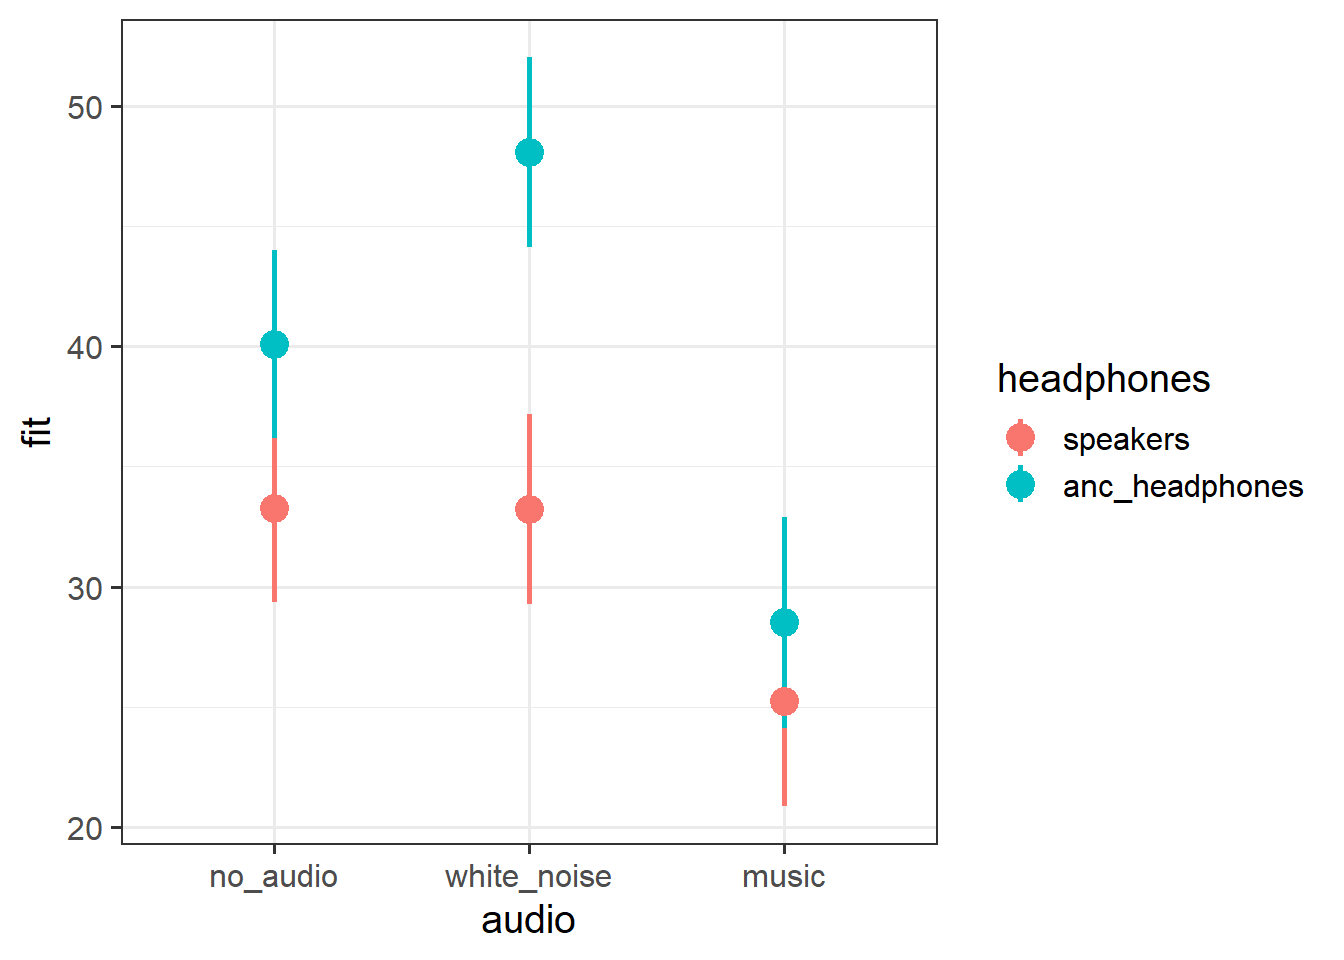 fit
50
40
30
20
no_audio
white_noise
music
audio
headphones
speakers
anc_headphones